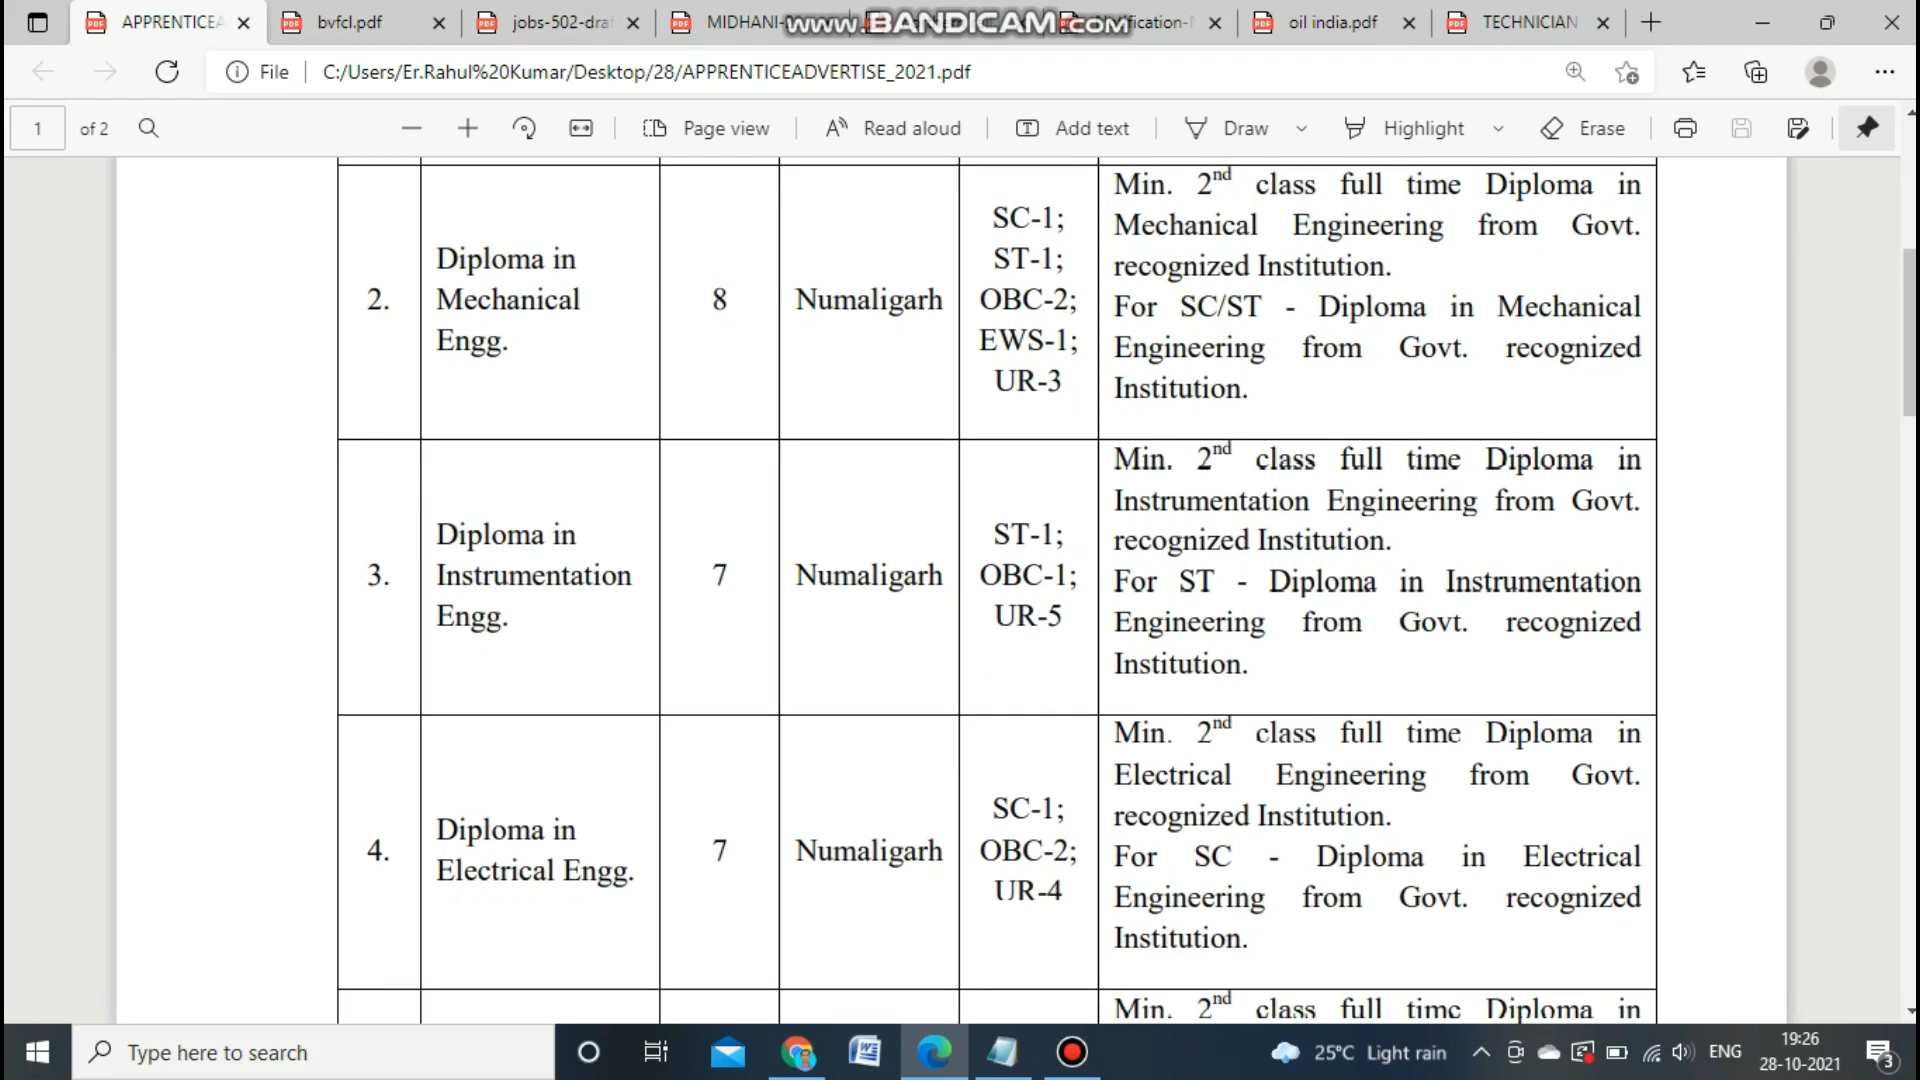 APPRENTICEA
bvfcl.pdf
jobs-502-dra
MIDHANI-
www.BANDICAM.com
fication-N
oil india.pdf
TECHNICIAN
File
C:/Users/Er.Rahul%20Kumar/Desktop/28/APPRENTICEADVERTISE_2021.pdf
1 of 2
Page view
Read aloud
Add text
Draw
Highlight
Erase
2.
Diploma in
Mechanical
Engg.
8
Numaligarh
SC-1;
ST-1;
OBC-2;
EWS-1;
UR-3
Min. 2nd class full time Diploma in
Mechanical Engineering from Govt.
recognized Institution.
For SC/ST - Diploma in Mechanical
Engineering from Govt. recognized
Institution.
3.
Diploma in
Instrumentation
Engg.
7
Numaligarh
ST-1;
OBC-1;
UR-5
Min. 2nd class full time Diploma in
Instrumentation Engineering from Govt.
recognized Institution.
For ST - Diploma in Instrumentation
Engineering from Govt. recognized
Institution.
4.
Diploma in
Electrical Engg.
7
Numaligarh
SC-1;
OBC-2;
UR-4
Min. 2nd class full time Diploma in
Electrical Engineering from Govt.
recognized Institution.
For SC - Diploma in Electrical
Engineering from Govt. recognized
Institution.
Min. 2nd class full time Diploma in
Type here to search
25°C Light rain
ENG
19:26
28-10-2021
3